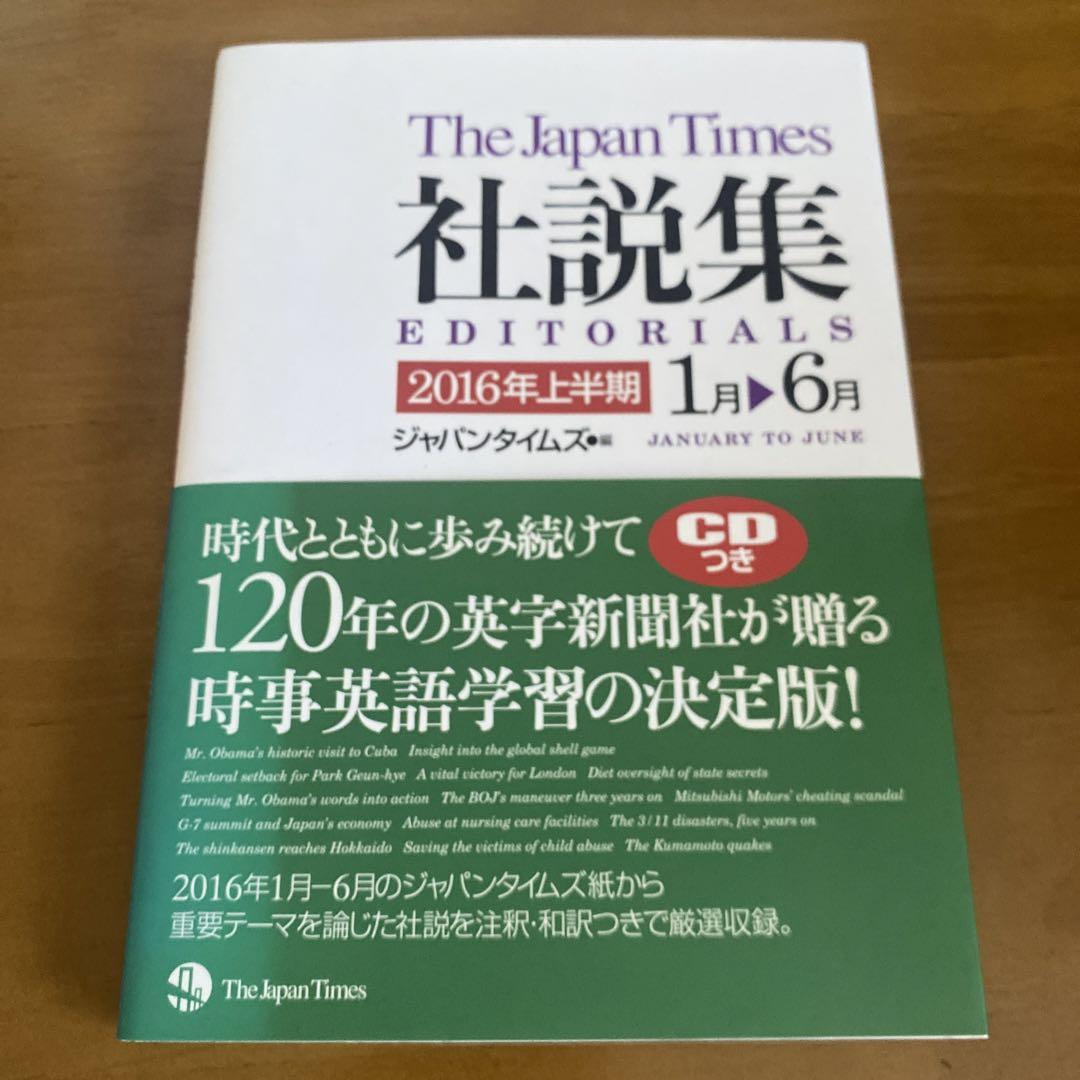 The Japan Times
社説集
EDITORIALS
2016年上半期 1月▶6月
ジャパンタイムズ●編 JANUARY TO JUNE
時代とともに歩み続けて
CD
つき
120年の英字新聞社が贈る
時事英語学習の決定版!
Mr. Obama's historic visit to Cuba Insight into the global shell game
Electoral setback for Park Geun-hye A vital victory for London Diet oversight of state secrets
Turning Mr. Obama's words into action The BOJ's maneuver three years on Mitsubishi Motors' cheating scandal
G-7 summit and Japan's economy Abuse at nursing care facilities The 3/11 disasters, five years on
The shinkansen reaches Hokkaido Saving the victims of child abuse The Kumamoto quakes
2016年1月−6月のジャパンタイムズ紙から
重要テーマを論じた社説を注釈・和訳つきで厳選収録。
The Japan Times